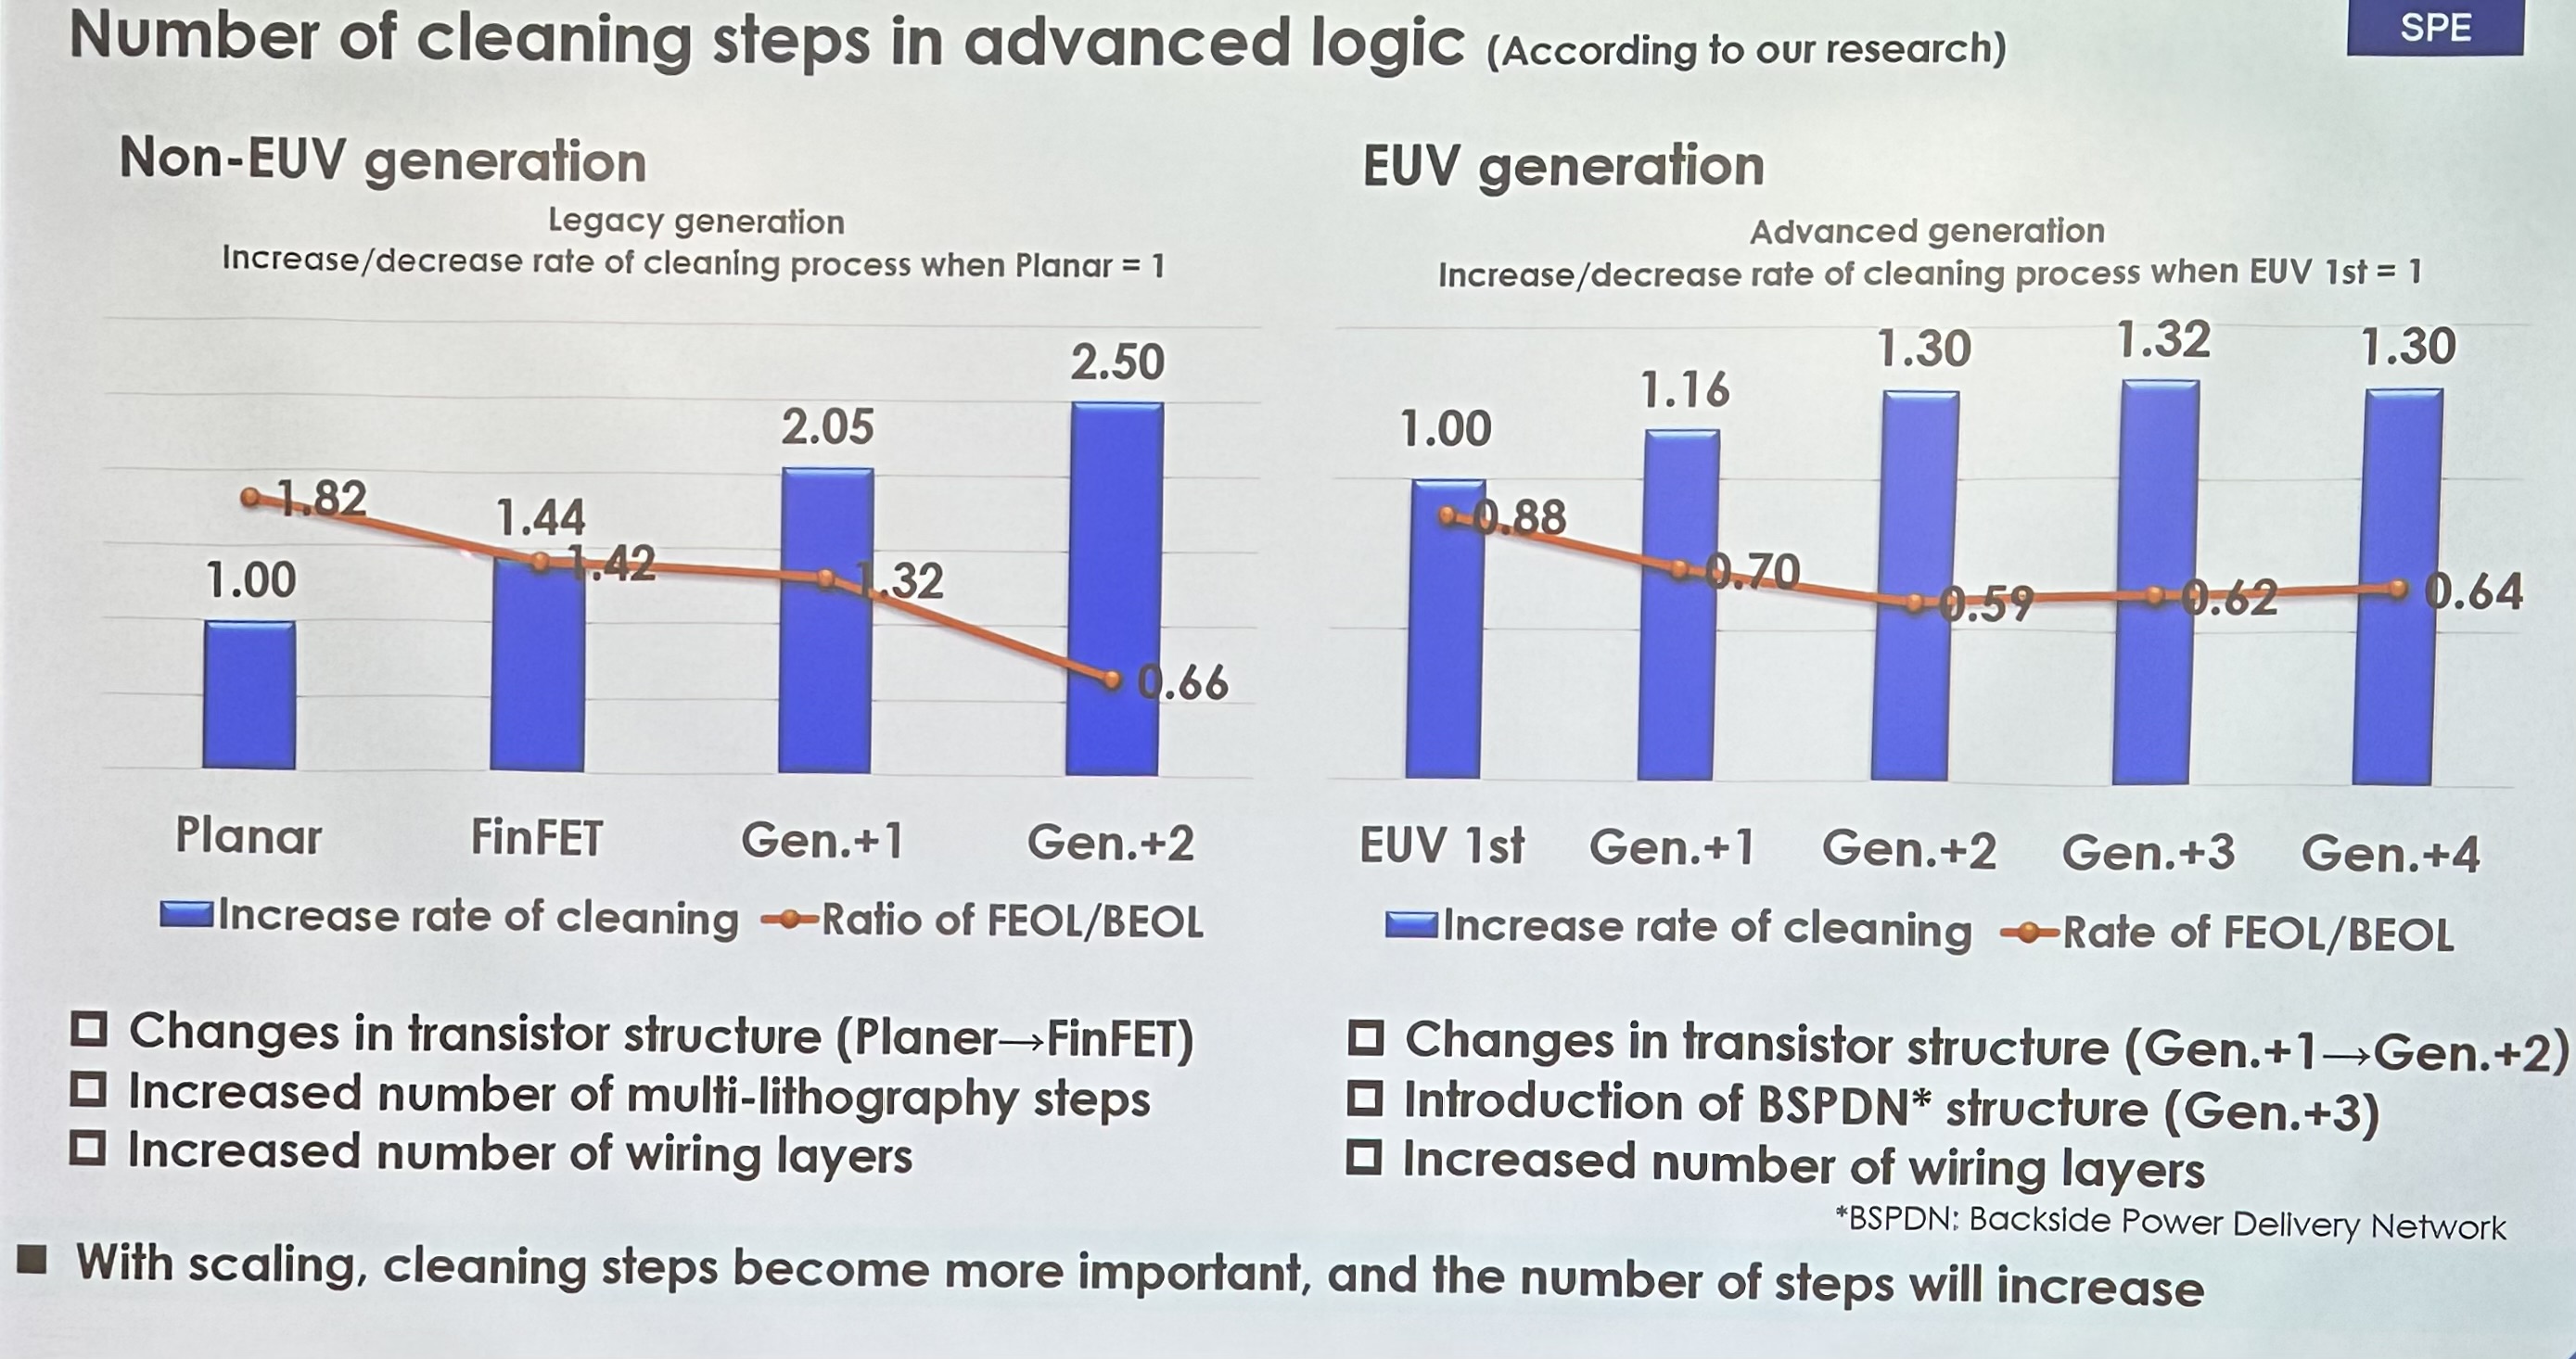 Number of cleaning steps in advanced logic (According to our research)
SPE
Non-EUV generation
Legacy generation
Increase/decrease rate of cleaning process when Planar = 1
1.00
1.44
2.05
2.50
1.82
1.42
1.32
0.66
Planar
FinFET
Gen.+1
Gen.+2
Increase rate of cleaning
Ratio of FEOL/BEOL
□ Changes in transistor structure (Planer→FinFET)
□ Increased number of multi-lithography steps
□ Increased number of wiring layers
EUV generation
Advanced generation
Increase/decrease rate of cleaning process when EUV 1st = 1
1.00
1.16
1.30
1.32
1.30
0.88
0.70
0.59
0.62
0.64
EUV 1st
Gen.+1
Gen.+2
Gen.+3
Gen.+4
Increase rate of cleaning
Rate of FEOL/BEOL
□ Changes in transistor structure (Gen.+1→Gen.+2)
□ Introduction of BSPDN* structure (Gen.+3)
□ Increased number of wiring layers
*BSPDN: Backside Power Delivery Network
■ With scaling, cleaning steps become more important, and the number of steps will increase